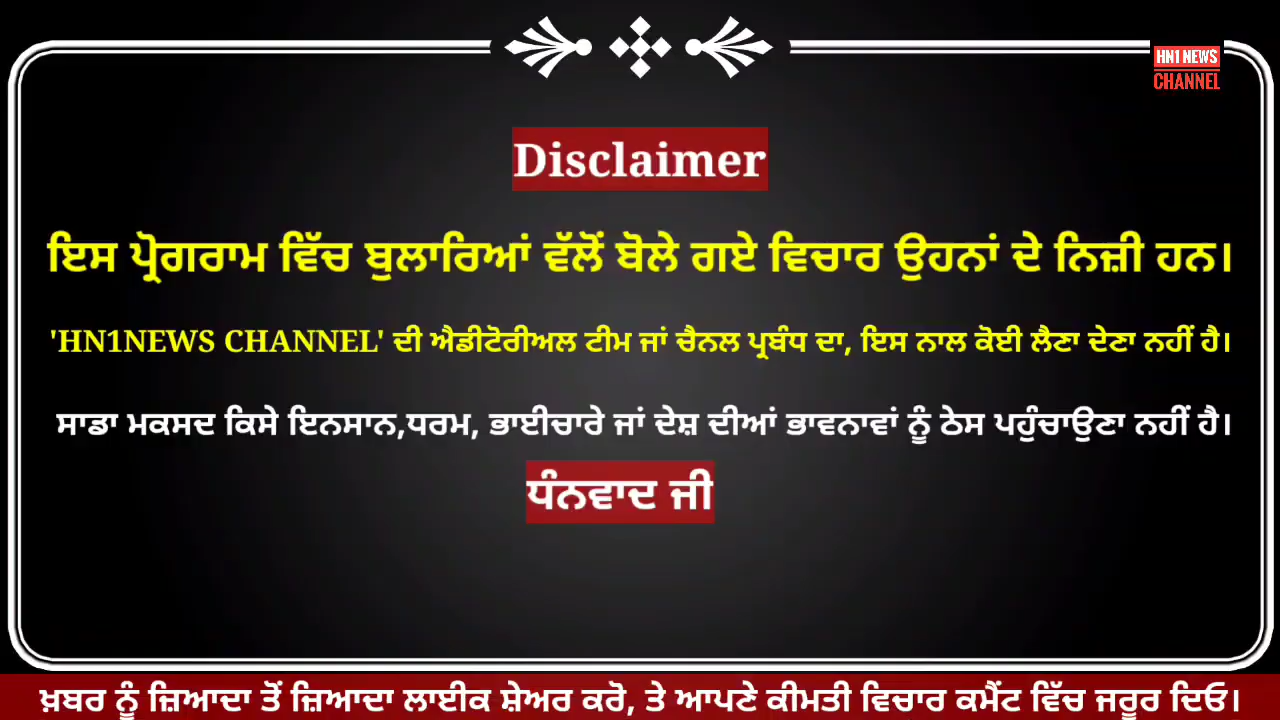 HN1 NEWS
CHANNEL
Disclaimer
ਇਸ ਪ੍ਰੋਗਰਾਮ ਵਿੱਚ ਬੁਲਾਰਿਆਂ ਵੱਲੋਂ ਬੋਲੇ ਗਏ ਵਿਚਾਰ ਉਹਨਾਂ ਦੇ ਨਿਜ਼ੀ ਹਨ।
'HN1NEWS CHANNEL' ਦੀ ਐਡੀਟੋਰੀਅਲ ਟੀਮ ਜਾਂ ਚੈਨਲ ਪ੍ਰਬੰਧ ਦਾ, ਇਸ ਨਾਲ ਕੋਈ ਲੈਣਾ ਦੇਣਾ ਨਹੀਂ ਹੈ।
ਸਾਡਾ ਮਕਸਦ ਕਿਸੇ ਇਨਸਾਨ,ਧਰਮ, ਭਾਈਚਾਰੇ ਜਾਂ ਦੇਸ਼ ਦੀਆਂ ਭਾਵਨਾਵਾਂ ਨੂੰ ਠੇਸ ਪਹੁੰਚਾਉਣਾ ਨਹੀਂ ਹੈ।
ਧੰਨਵਾਦ ਜੀ
ਖ਼ਬਰ ਨੂੰ ਜ਼ਿਆਦਾ ਤੋਂ ਜ਼ਿਆਦਾ ਲਾਈਕ ਸ਼ੇਅਰ ਕਰੋ, ਤੇ ਆਪਣੇ ਕੀਮਤੀ ਵਿਚਾਰ ਕਮੈਂਟ ਵਿੱਚ ਜਰੂਰ ਦਿਓ।